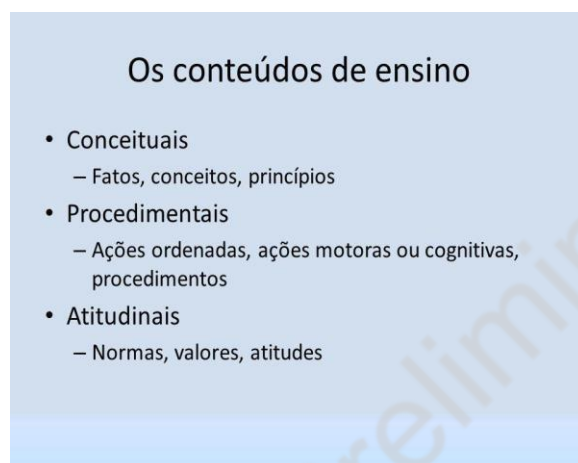 Os conteúdos de ensino
• Conceituais
– Fatos, conceitos, princípios
• Procedimentais
– Ações ordenadas, ações motoras ou cognitivas,
procedimentos
• Atitudinais
– Normas, valores, atitudes